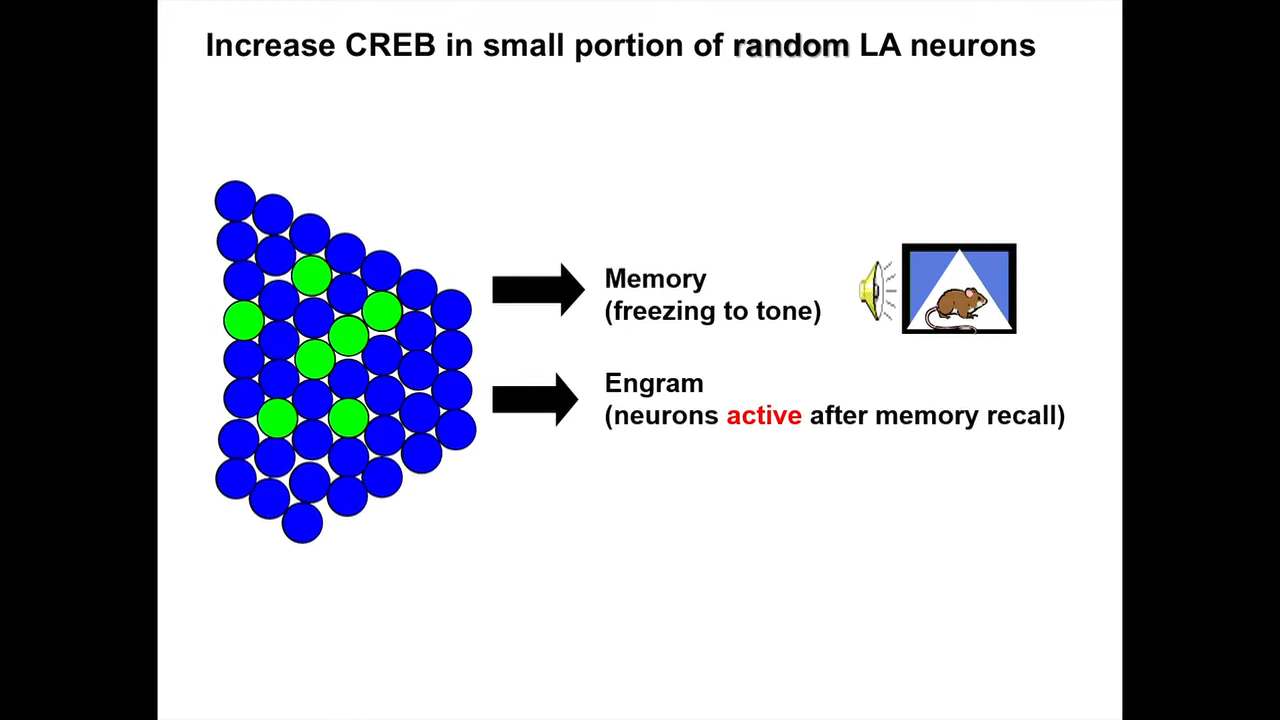 Increase CREB in small portion of random LA neurons
Memory
(freezing to tone)
Engram
(neurons active after memory recall)